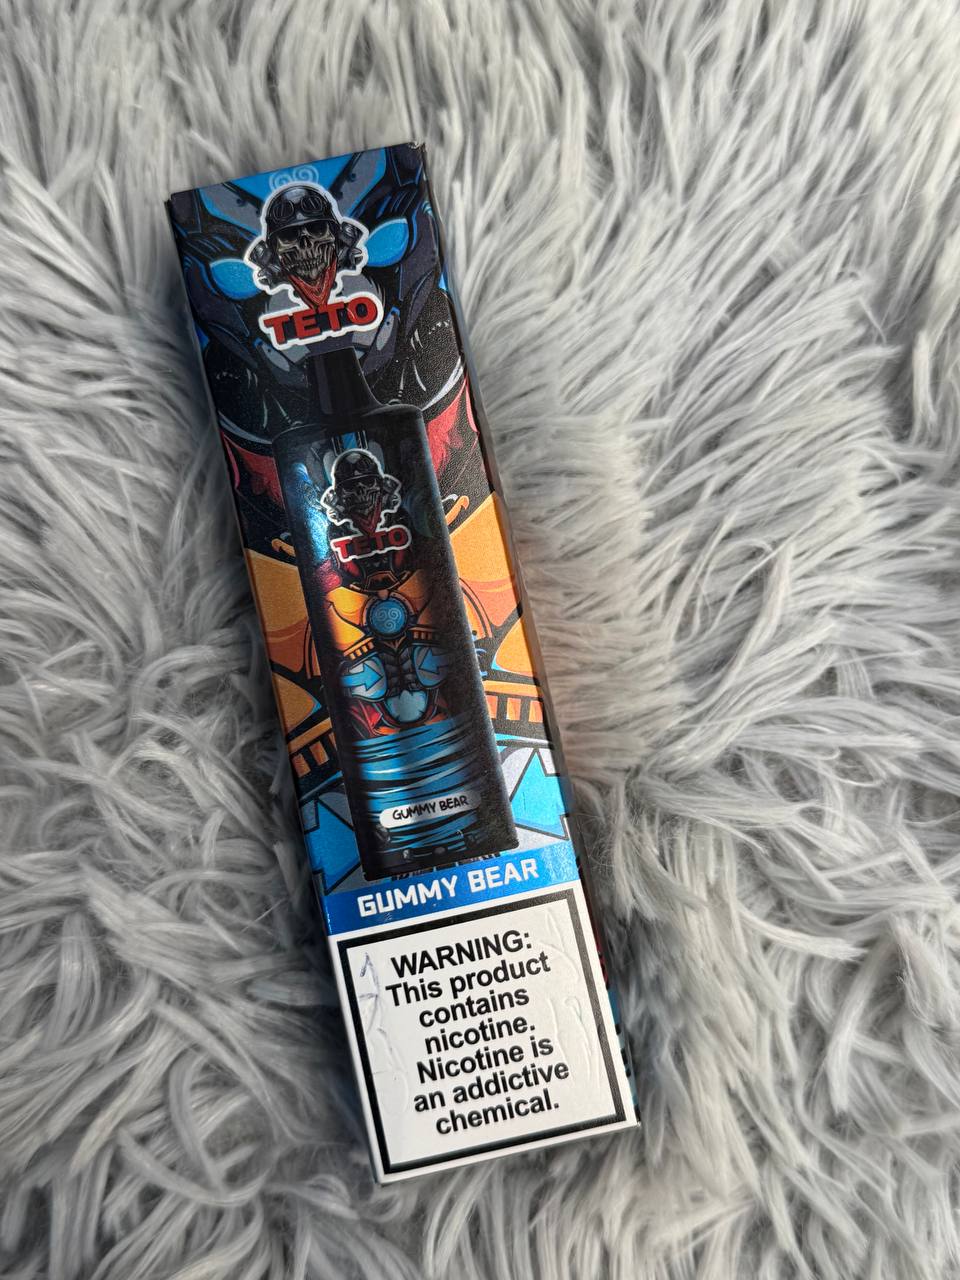 TETO
TETO
GUMMY BEAR
GUMMY BEAR
WARNING:
This product
contains
nicotine.
Nicotine is
an addictive
chemical.